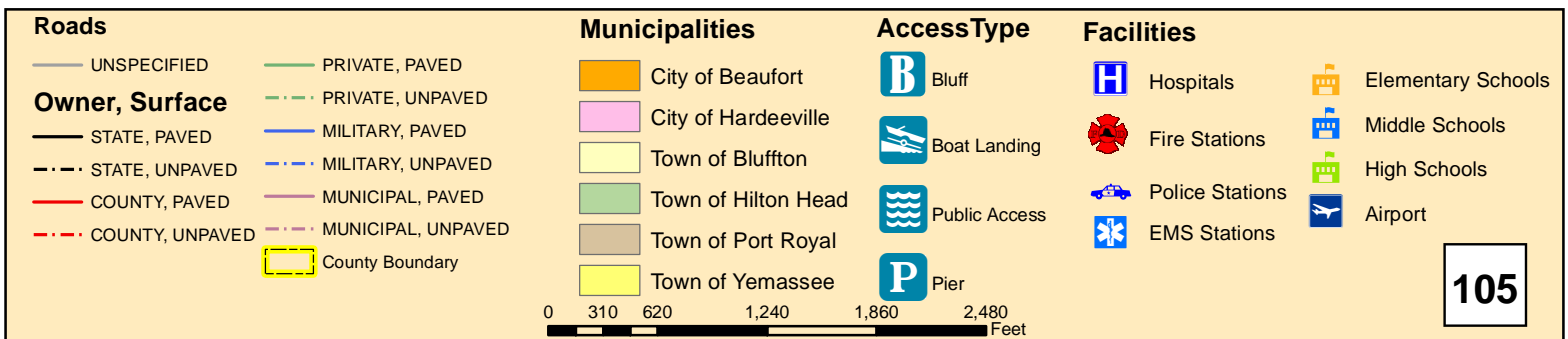 Roads
UNSPECIFIED
Owner, Surface
STATE, PAVED
STATE, UNPAVED
COUNTY, PAVED
COUNTY, UNPAVED
PRIVATE, PAVED
PRIVATE, UNPAVED
MILITARY, PAVED
MILITARY, UNPAVED
MUNICIPAL, PAVED
MUNICIPAL, UNPAVED
County Boundary
Municipalities
City of Beaufort
City of Hardeeville
Town of Bluffton
Town of Hilton Head
Town of Port Royal
Town of Yemassee
AccessType
B Bluff
Boat Landing
Public Access
P Pier
Facilities
H Hospitals
Fire Stations
Police Stations
EMS Stations
Elementary Schools
Middle Schools
High Schools
Airport
0 310 620 1,240 1,860 2,480
Feet
105